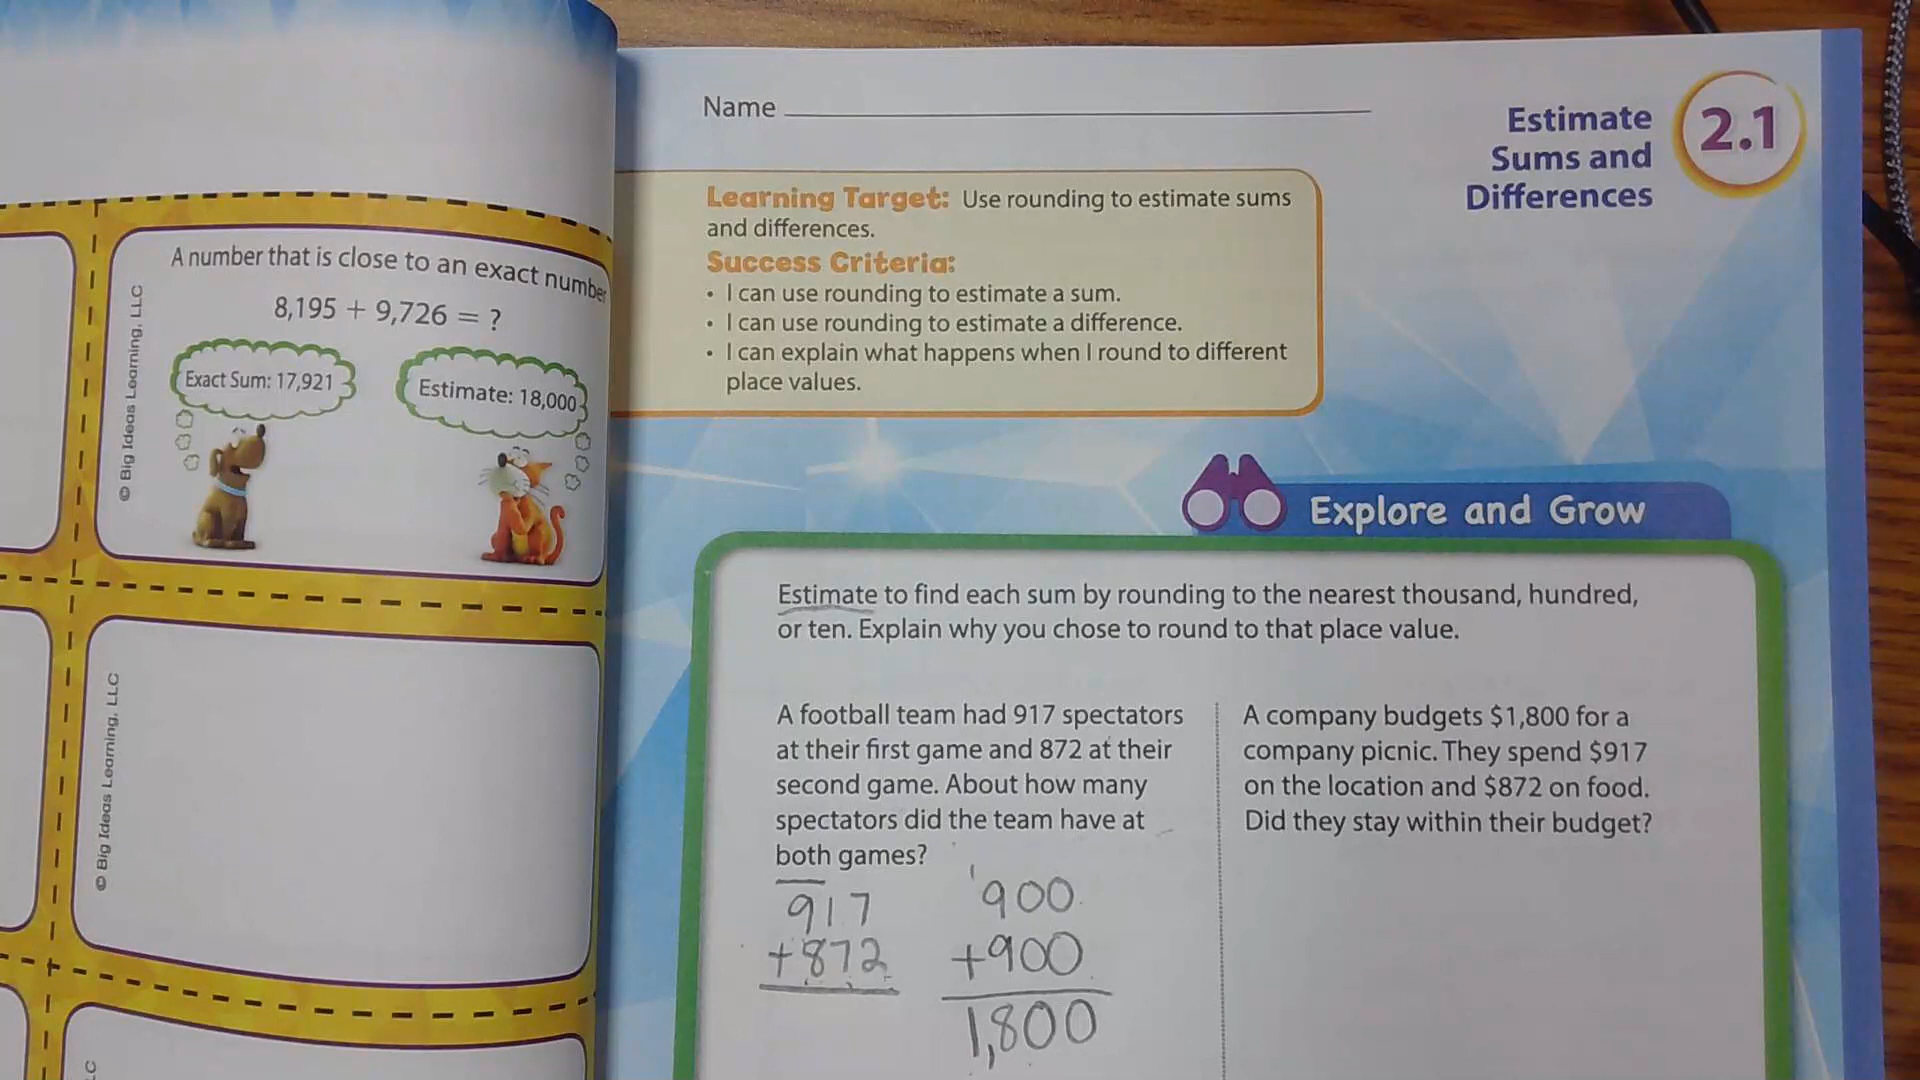 A number that is close to an exact number
8,195 + 9,726 = ?
Exact Sum: 17,921
Estimate: 18,000
© Big Ideas Learning, LLC
© Big Ideas Learning, LLC
LC
Name
Estimate
Sums and
Differences
2.1
Learning Target: Use rounding to estimate sums
and differences.
Success Criteria:
• I can use rounding to estimate a sum.
• I can use rounding to estimate a difference.
• I can explain what happens when I round to different
place values.
Explore and Grow
Estimate to find each sum by rounding to the nearest thousand, hundred,
or ten. Explain why you chose to round to that place value.
A football team had 917 spectators
at their first game and 872 at their
second game. About how many
spectators did the team have at
both games?
917
+872
900
+900
1,800
A company budgets $1,800 for a
company picnic. They spend $917
on the location and $872 on food.
Did they stay within their budget?